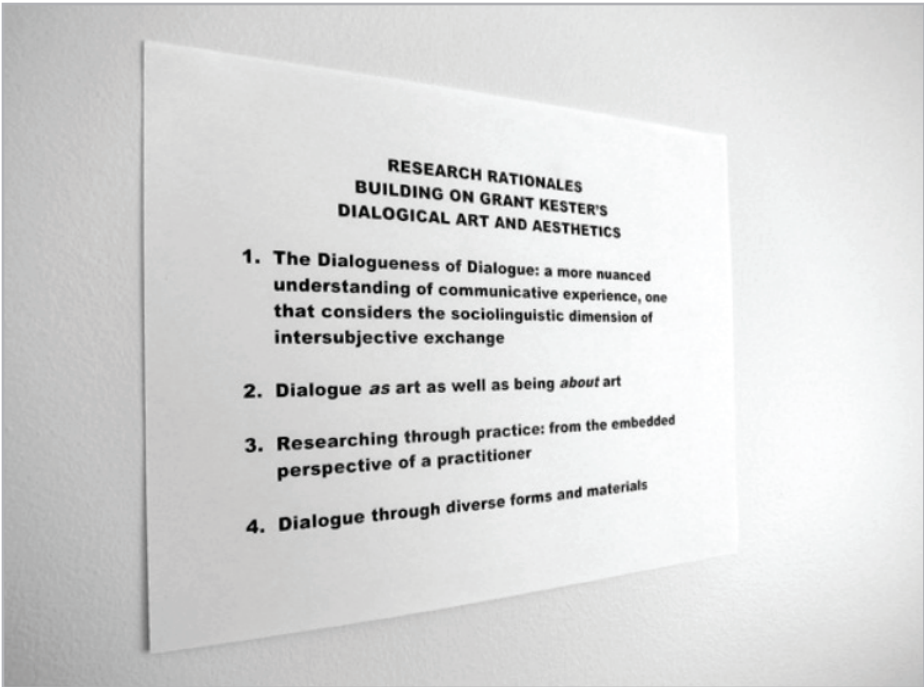 RESEARCH RATIONALES
BUILDING ON GRANT KESTER'S
DIALOGICAL ART AND AESTHETICS
1. The Dialogueness of Dialogue: a more nuanced
understanding of communicative experience, one
that considers the sociolinguistic dimension of
intersubjective exchange
2. Dialogue as art as well as being about art
3. Researching through practice: from the embedded
perspective of a practitioner
4. Dialogue through diverse forms and materials